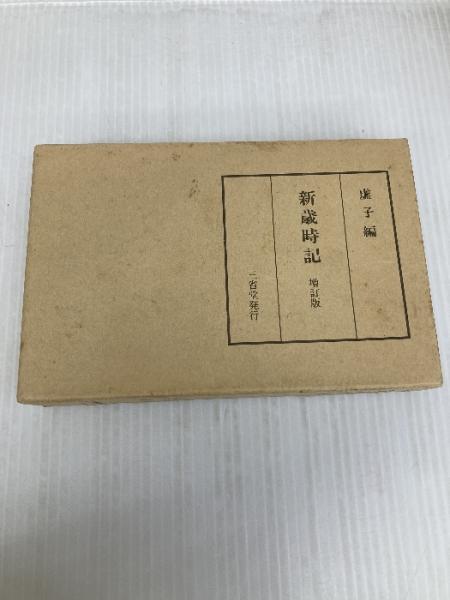 虚子編
新歳時記 増訂版
三省堂発行